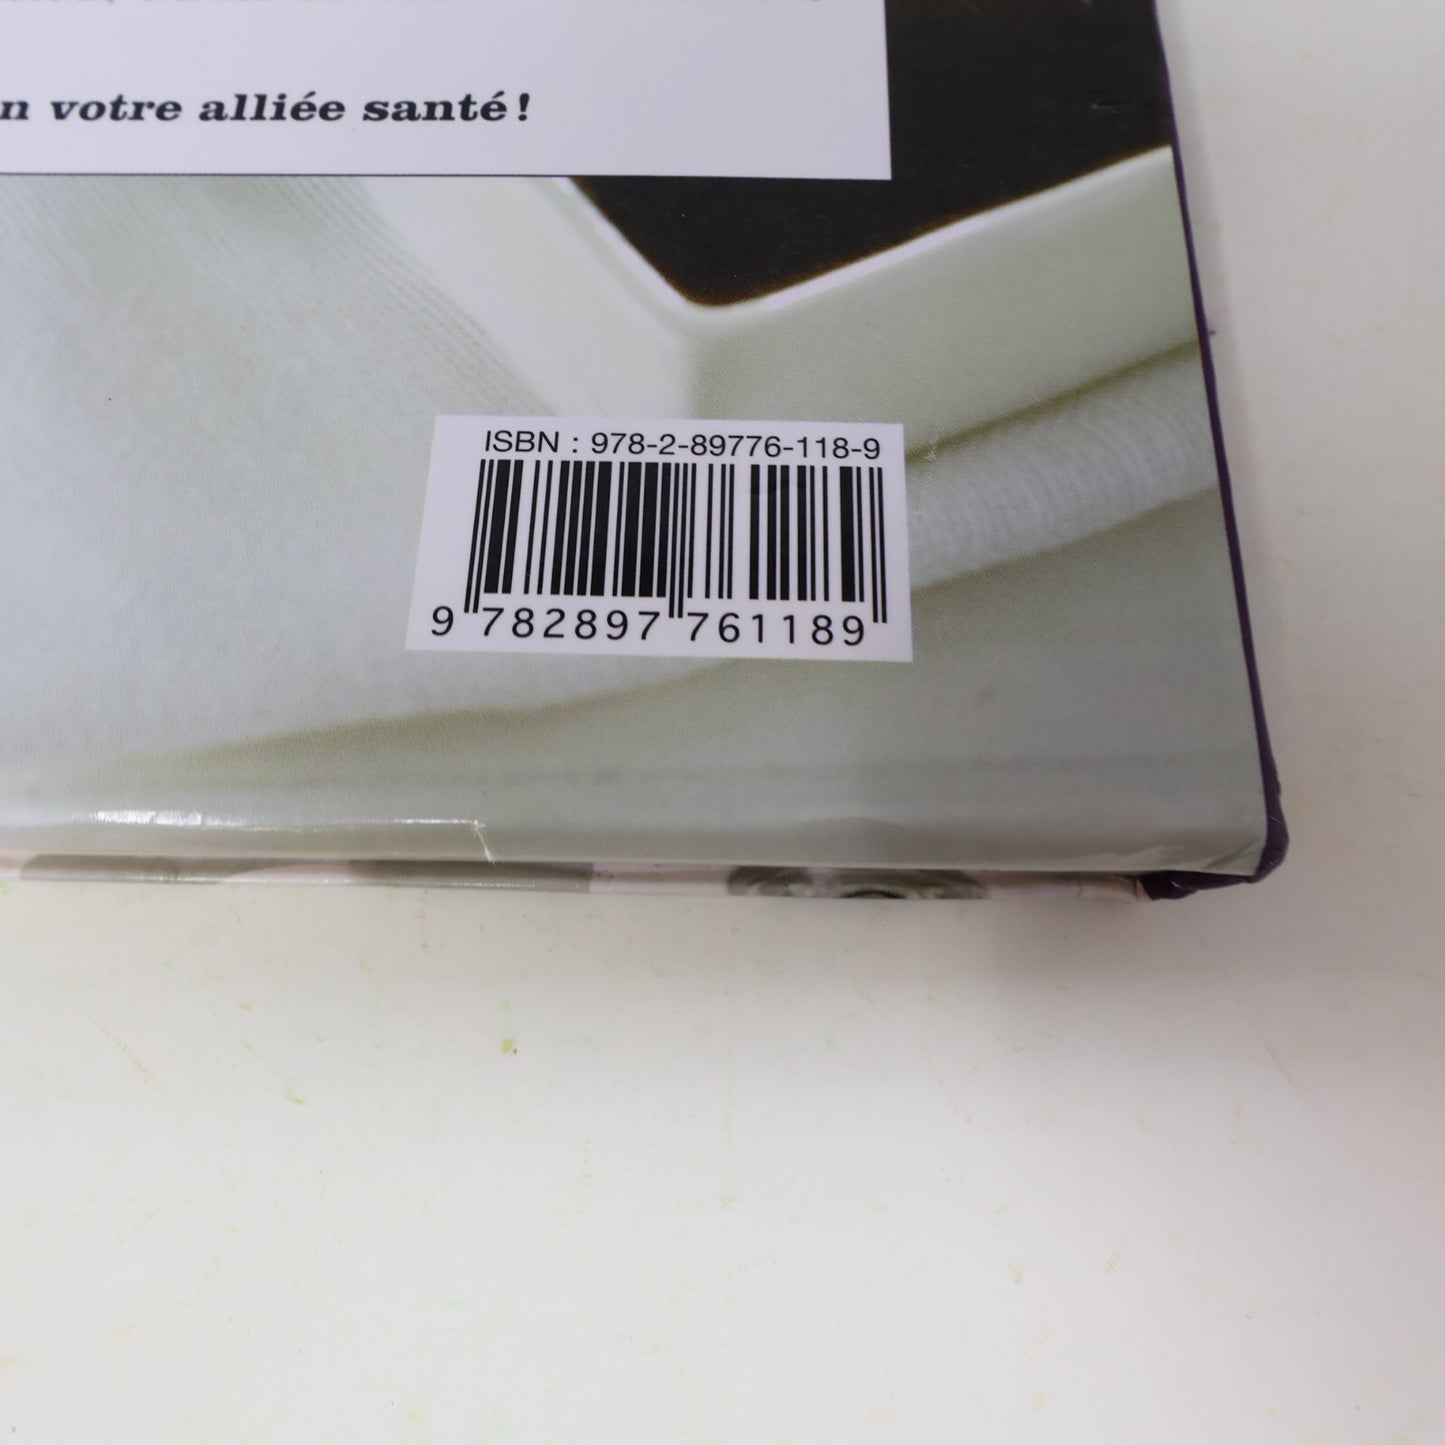 votre alliée santé !
ISBN : 978-2-89776-118-9
9 782897 761189